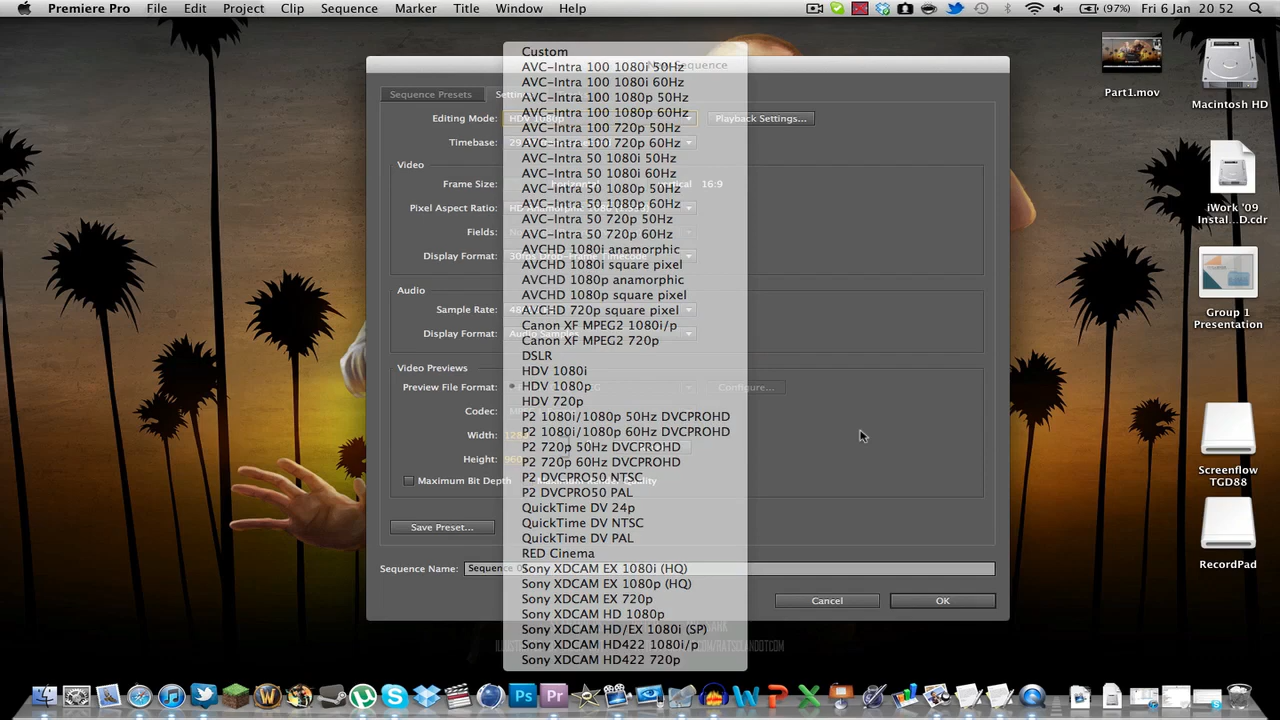 Premiere Pro File Edit Project Clip Sequence Marker Title Window Help (97%) Fri 6 Jan 20:52
Part1.mov
Macintosh HD
iWork '09
Instal...D.cdr
Group 1
Presentation
Screenflow
TGD88
RecordPad
Sequence Presets
Editing Mode:
HDV 1080p
Playback Settings...
Timebase:
Video
Frame Size:
16:9
Pixel Aspect Ratio:
Fields:
Display Format:
Audio
Sample Rate:
Display Format:
Audio Samples
Video Previews
Preview File Format:
Configure...
Codec:
Width:
Height:
Maximum Bit Depth
Save Preset...
Sequence Name:
Cancel
OK
Custom
AVC-Intra 100 1080i 50Hz
AVC-Intra 100 1080i 60Hz
AVC-Intra 100 1080p 50Hz
AVC-Intra 100 1080p 60Hz
AVC-Intra 100 720p 50Hz
AVC-Intra 100 720p 60Hz
AVC-Intra 50 1080i 50Hz
AVC-Intra 50 1080i 60Hz
AVC-Intra 50 1080p 50Hz
AVC-Intra 50 1080p 60Hz
AVC-Intra 50 720p 50Hz
AVC-Intra 50 720p 60Hz
AVCHD 1080i anamorphic
AVCHD 1080i square pixel
AVCHD 1080p anamorphic
AVCHD 1080p square pixel
AVCHD 720p square pixel
Canon XF MPEG2 1080i/p
Canon XF MPEG2 720p
DSLR
HDV 1080i
HDV 1080p
HDV 720p
P2 1080i/1080p 50Hz DVCPROHD
P2 1080i/1080p 60Hz DVCPROHD
P2 720p 50Hz DVCPROHD
P2 720p 60Hz DVCPROHD
P2 DVCPRO50 NTSC
P2 DVCPRO50 PAL
QuickTime DV 24p
QuickTime DV NTSC
QuickTime DV PAL
RED Cinema
Sony XDCAM EX 1080i (HQ)
Sony XDCAM EX 1080p (HQ)
Sony XDCAM EX 720p
Sony XDCAM HD 1080p
Sony XDCAM HD/EX 1080i (SP)
Sony XDCAM HD422 1080i/p
Sony XDCAM HD422 720p